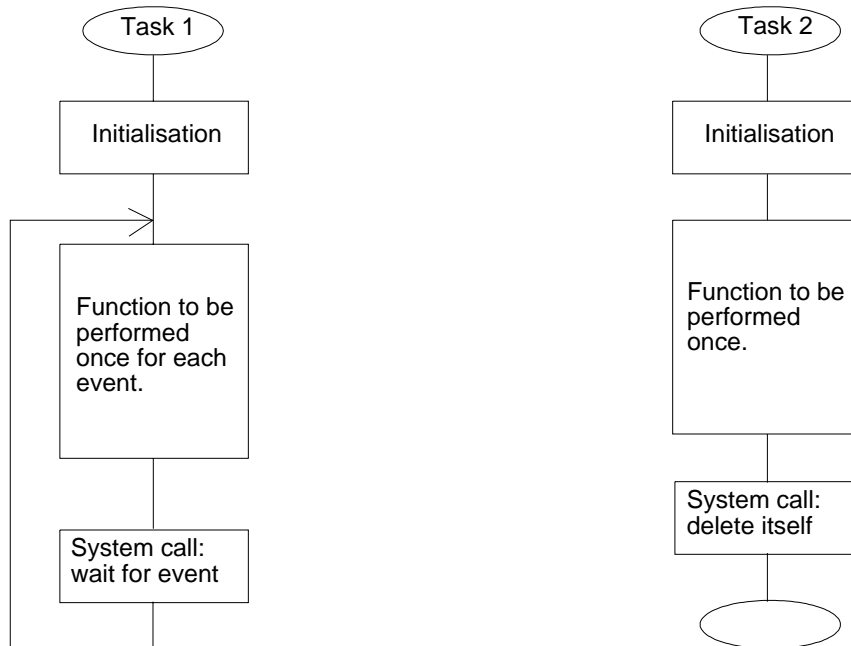 Task 1
Initialisation
Function to be
performed
once for each
event.
System call:
wait for event
Task 2
Initialisation
Function to be
performed
once.
System call:
delete itself